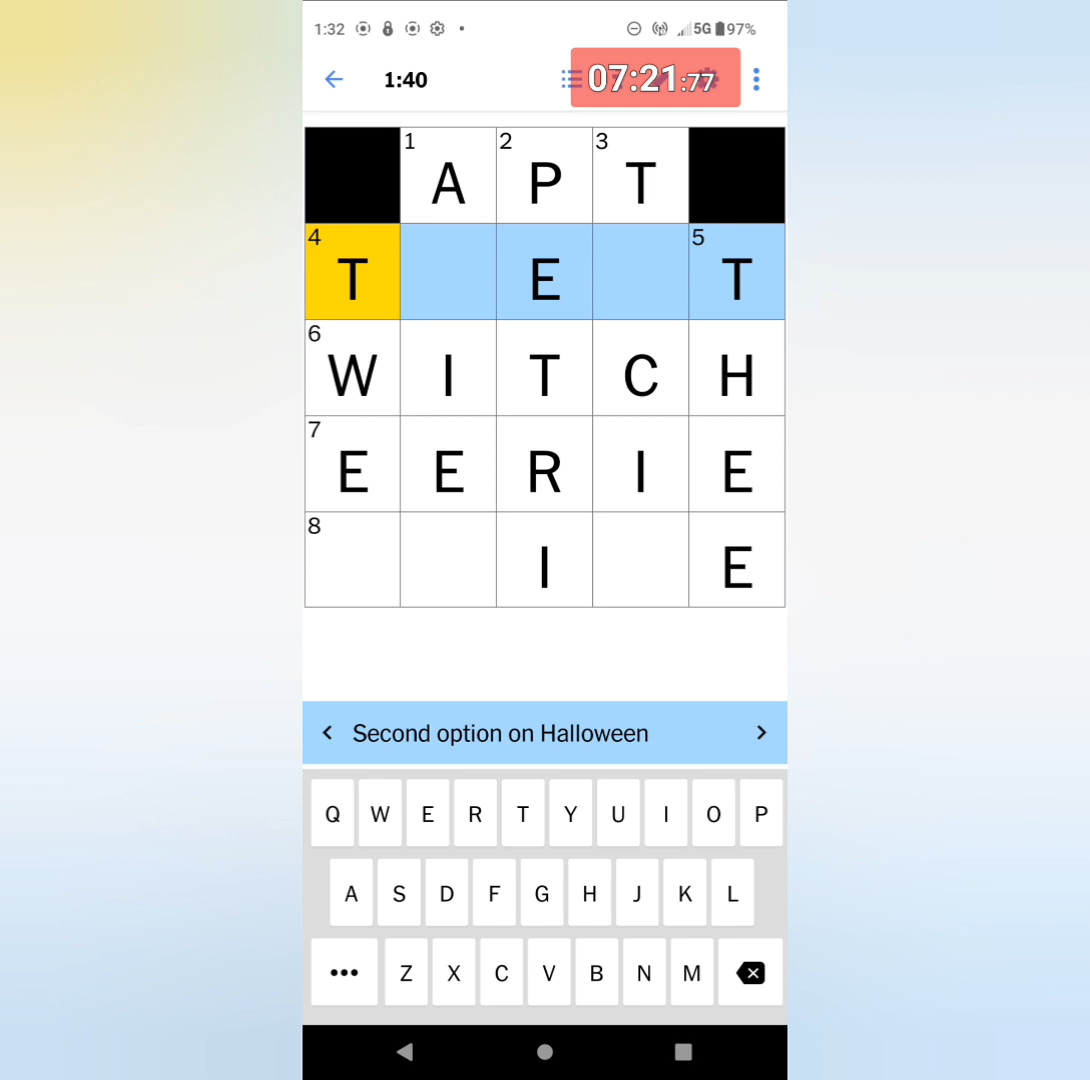 1:32 5G 97%
1:40 07:21:77
1 A 2 P 3 T
4 T E 5 T
6 W I T C H
7 E E R I E
8 I E
Second option on Halloween
Q W E R T Y U I O P
A S D F G H J K L
••• Z X C V B N M